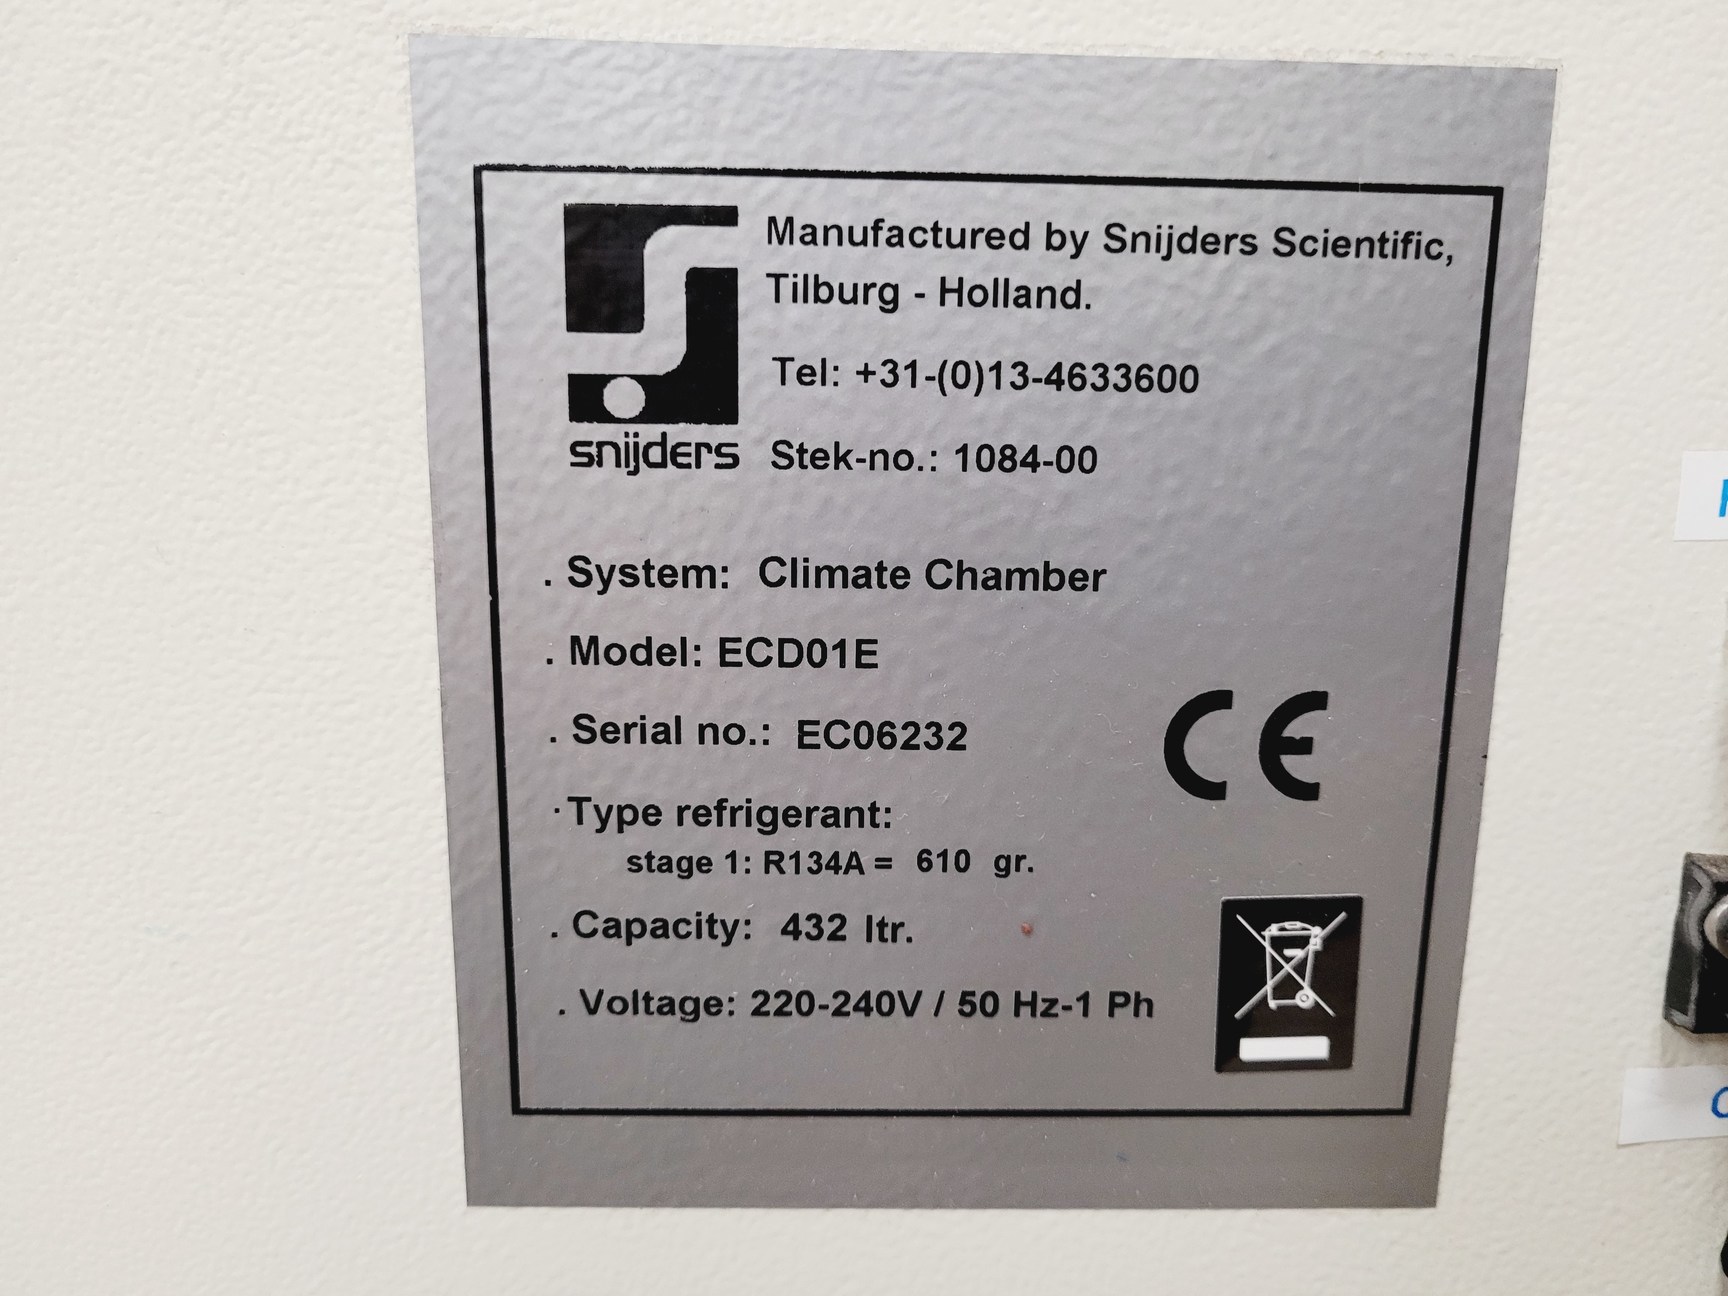 Manufactured by Snijders Scientific,
Tilburg - Holland.
Tel: +31-(0)13-4633600
snijders
Stek-no.: 1084-00
. System: Climate Chamber
. Model: ECD01E
. Serial no.: EC06232
CE
· Type refrigerant:
stage 1: R134A = 610 gr.
. Capacity: 432 ltr.
. Voltage: 220-240V / 50 Hz-1 Ph